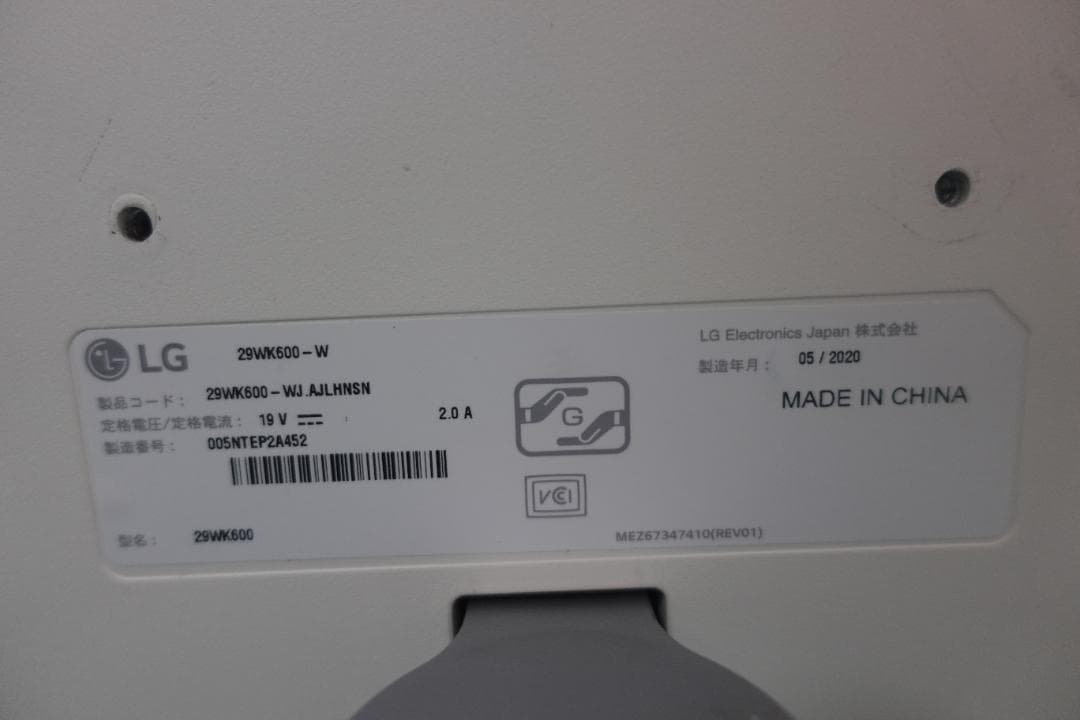 LG 29WK600-W
製品コード： 29WK600-WJ.AJLHNSN
定格電圧/定格電流： 19 V ⎓ 2.0 A
製造番号： 005NTEP2A452
型名： 29WK600
G
VCI
LG Electronics Japan 株式会社
製造年月： 05 / 2020
MADE IN CHINA
MEZ67347410(REV01)